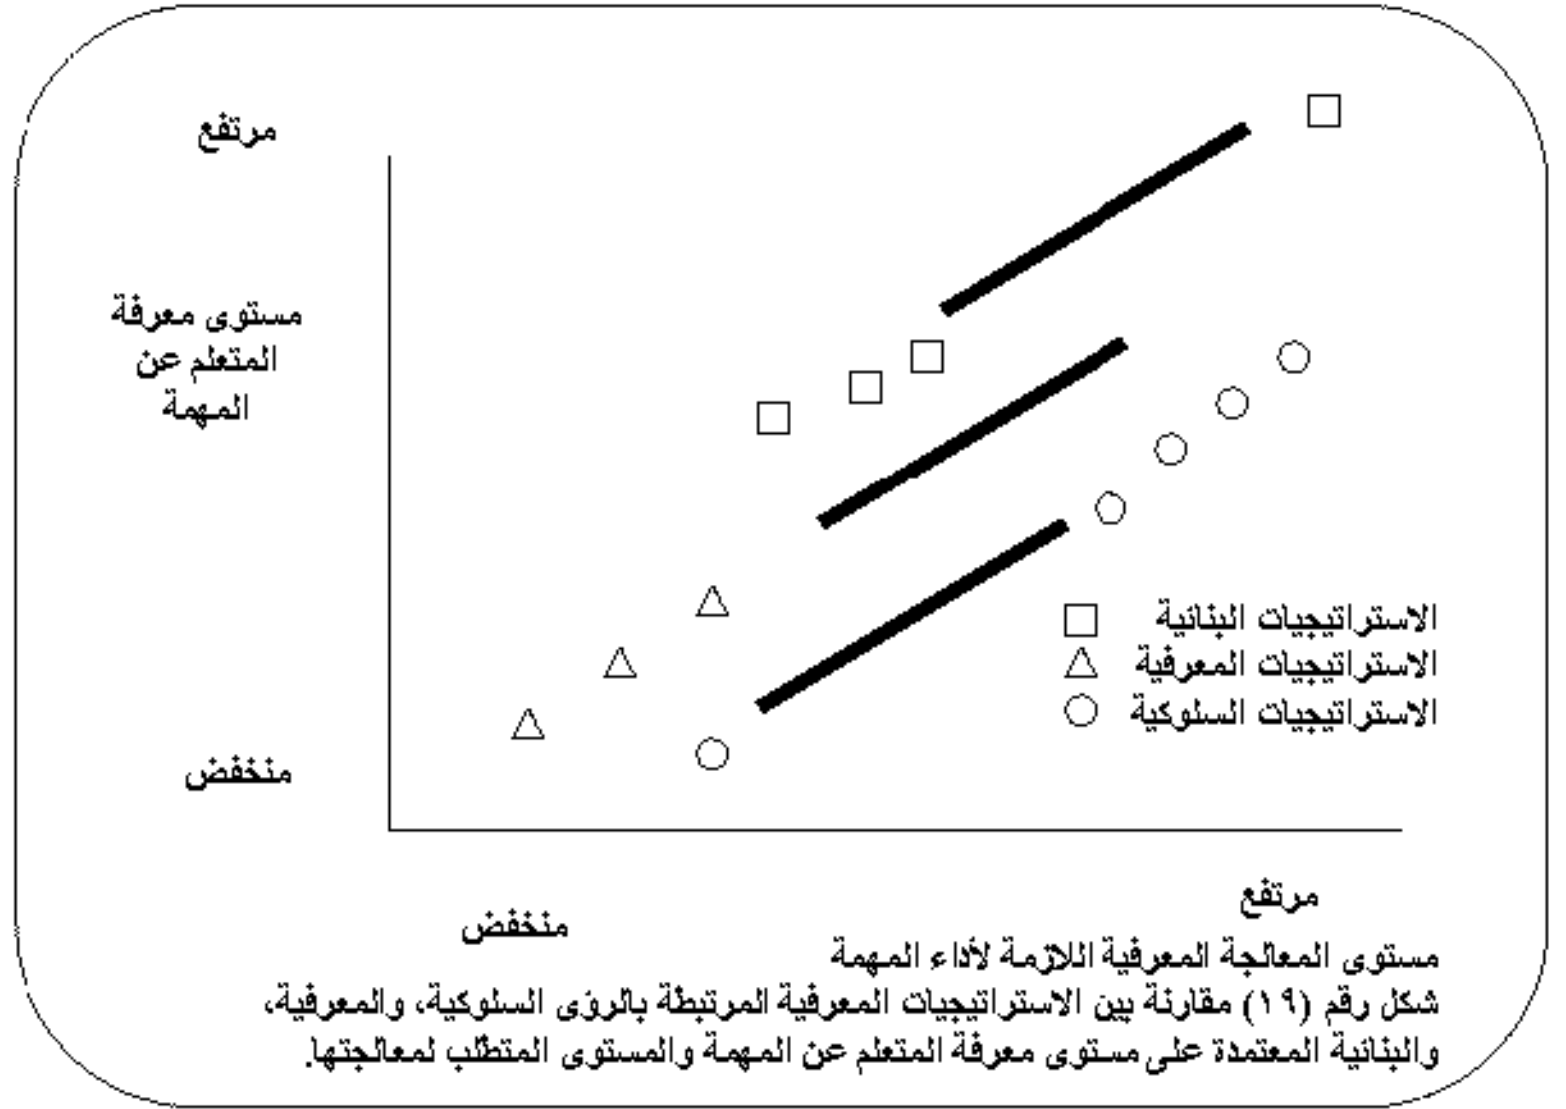 مرتفع
مستوى معرفة
المتعلم عن
المهمة
منخفض
الاستراتيجيات البنائية
الاستراتيجيات المعرفية
الاستراتيجيات السلوكية
مرتفع
منخفض
مستوى المعالجة المعرفية اللازمة لأداء المهمة
شكل رقم (١٩) مقارنة بين الاستراتيجيات المعرفية المرتبطة بالرؤى السلوكية، والمعرفية،
والبنائية المعتمدة على مستوى معرفة المتعلم عن المهمة والمستوى المتطلب لمعالجتها.